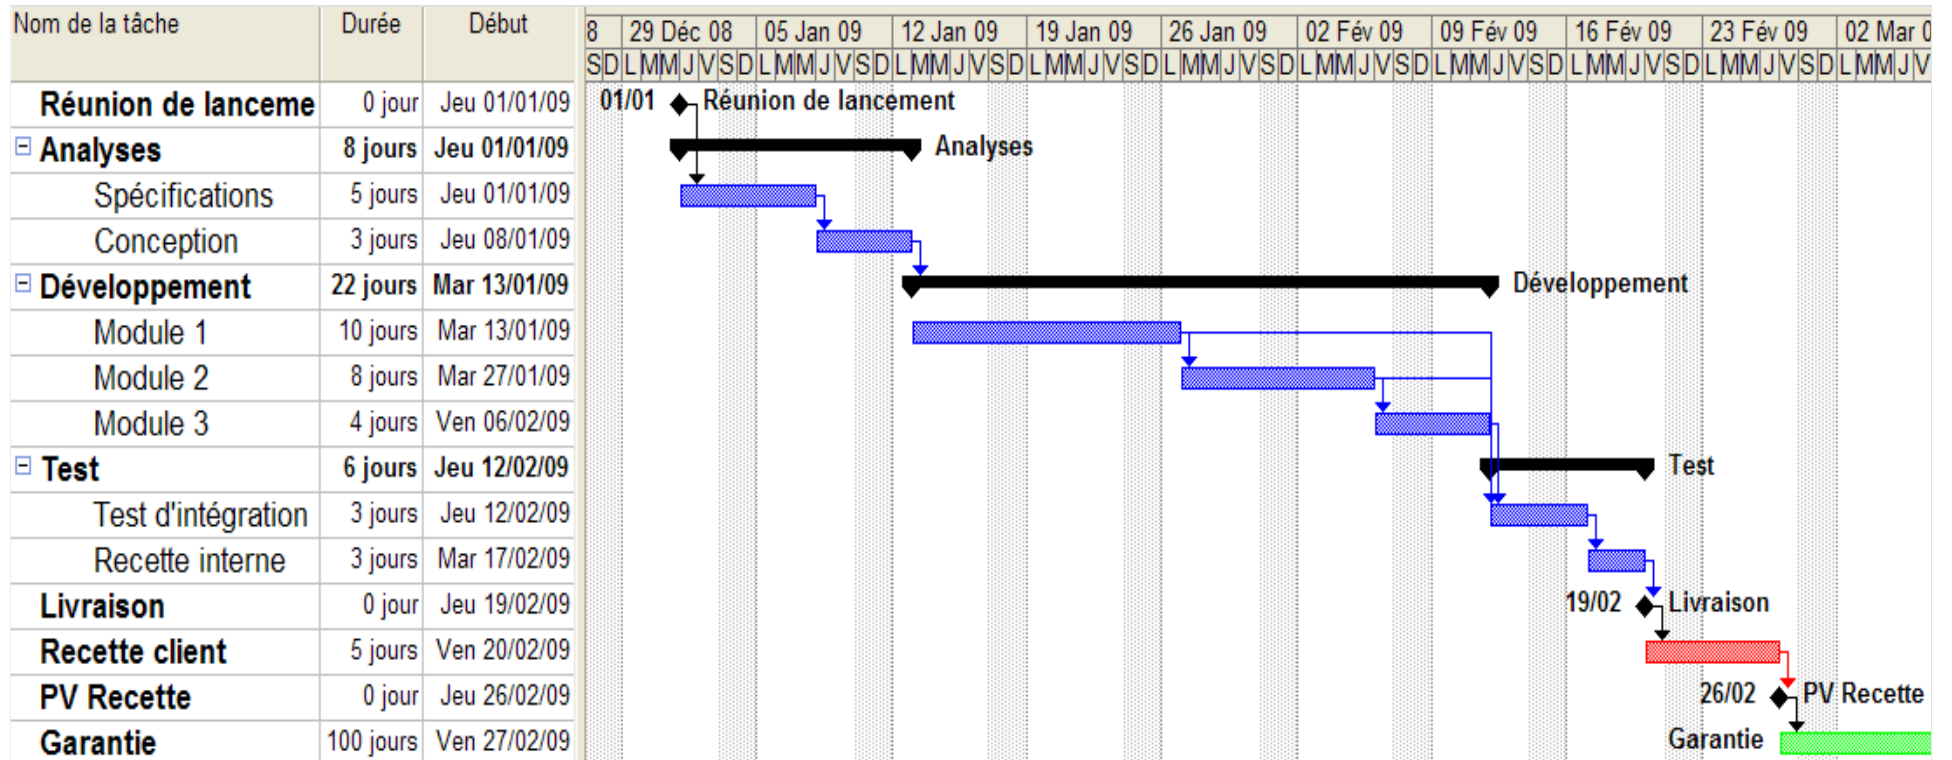 Nom de la tâche Durée Début 8 29 Déc 08 05 Jan 09 12 Jan 09 19 Jan 09 26 Jan 09 02 Fév 09 09 Fév 09 16 Fév 09 23 Fév 09 02 Mar 0
S D L M M J V S D L M M J V S D L M M J V S D L M M J V S D L M M J V S D L M M J V S D L M M J V S D L M M J V S D L M M J V S D L M M J V
Réunion de lanceme 0 jour Jeu 01/01/09 01/01 Réunion de lancement
Analyses 8 jours Jeu 01/01/09 Analyses
Spécifications 5 jours Jeu 01/01/09
Conception 3 jours Jeu 08/01/09
Développement 22 jours Mar 13/01/09 Développement
Module 1 10 jours Mar 13/01/09
Module 2 8 jours Mar 27/01/09
Module 3 4 jours Ven 06/02/09
Test 6 jours Jeu 12/02/09 Test
Test d'intégration 3 jours Jeu 12/02/09
Recette interne 3 jours Mar 17/02/09
Livraison 0 jour Jeu 19/02/09 19/02 Livraison
Recette client 5 jours Ven 20/02/09
PV Recette 0 jour Jeu 26/02/09 26/02 PV Recette
Garantie 100 jours Ven 27/02/09 Garantie